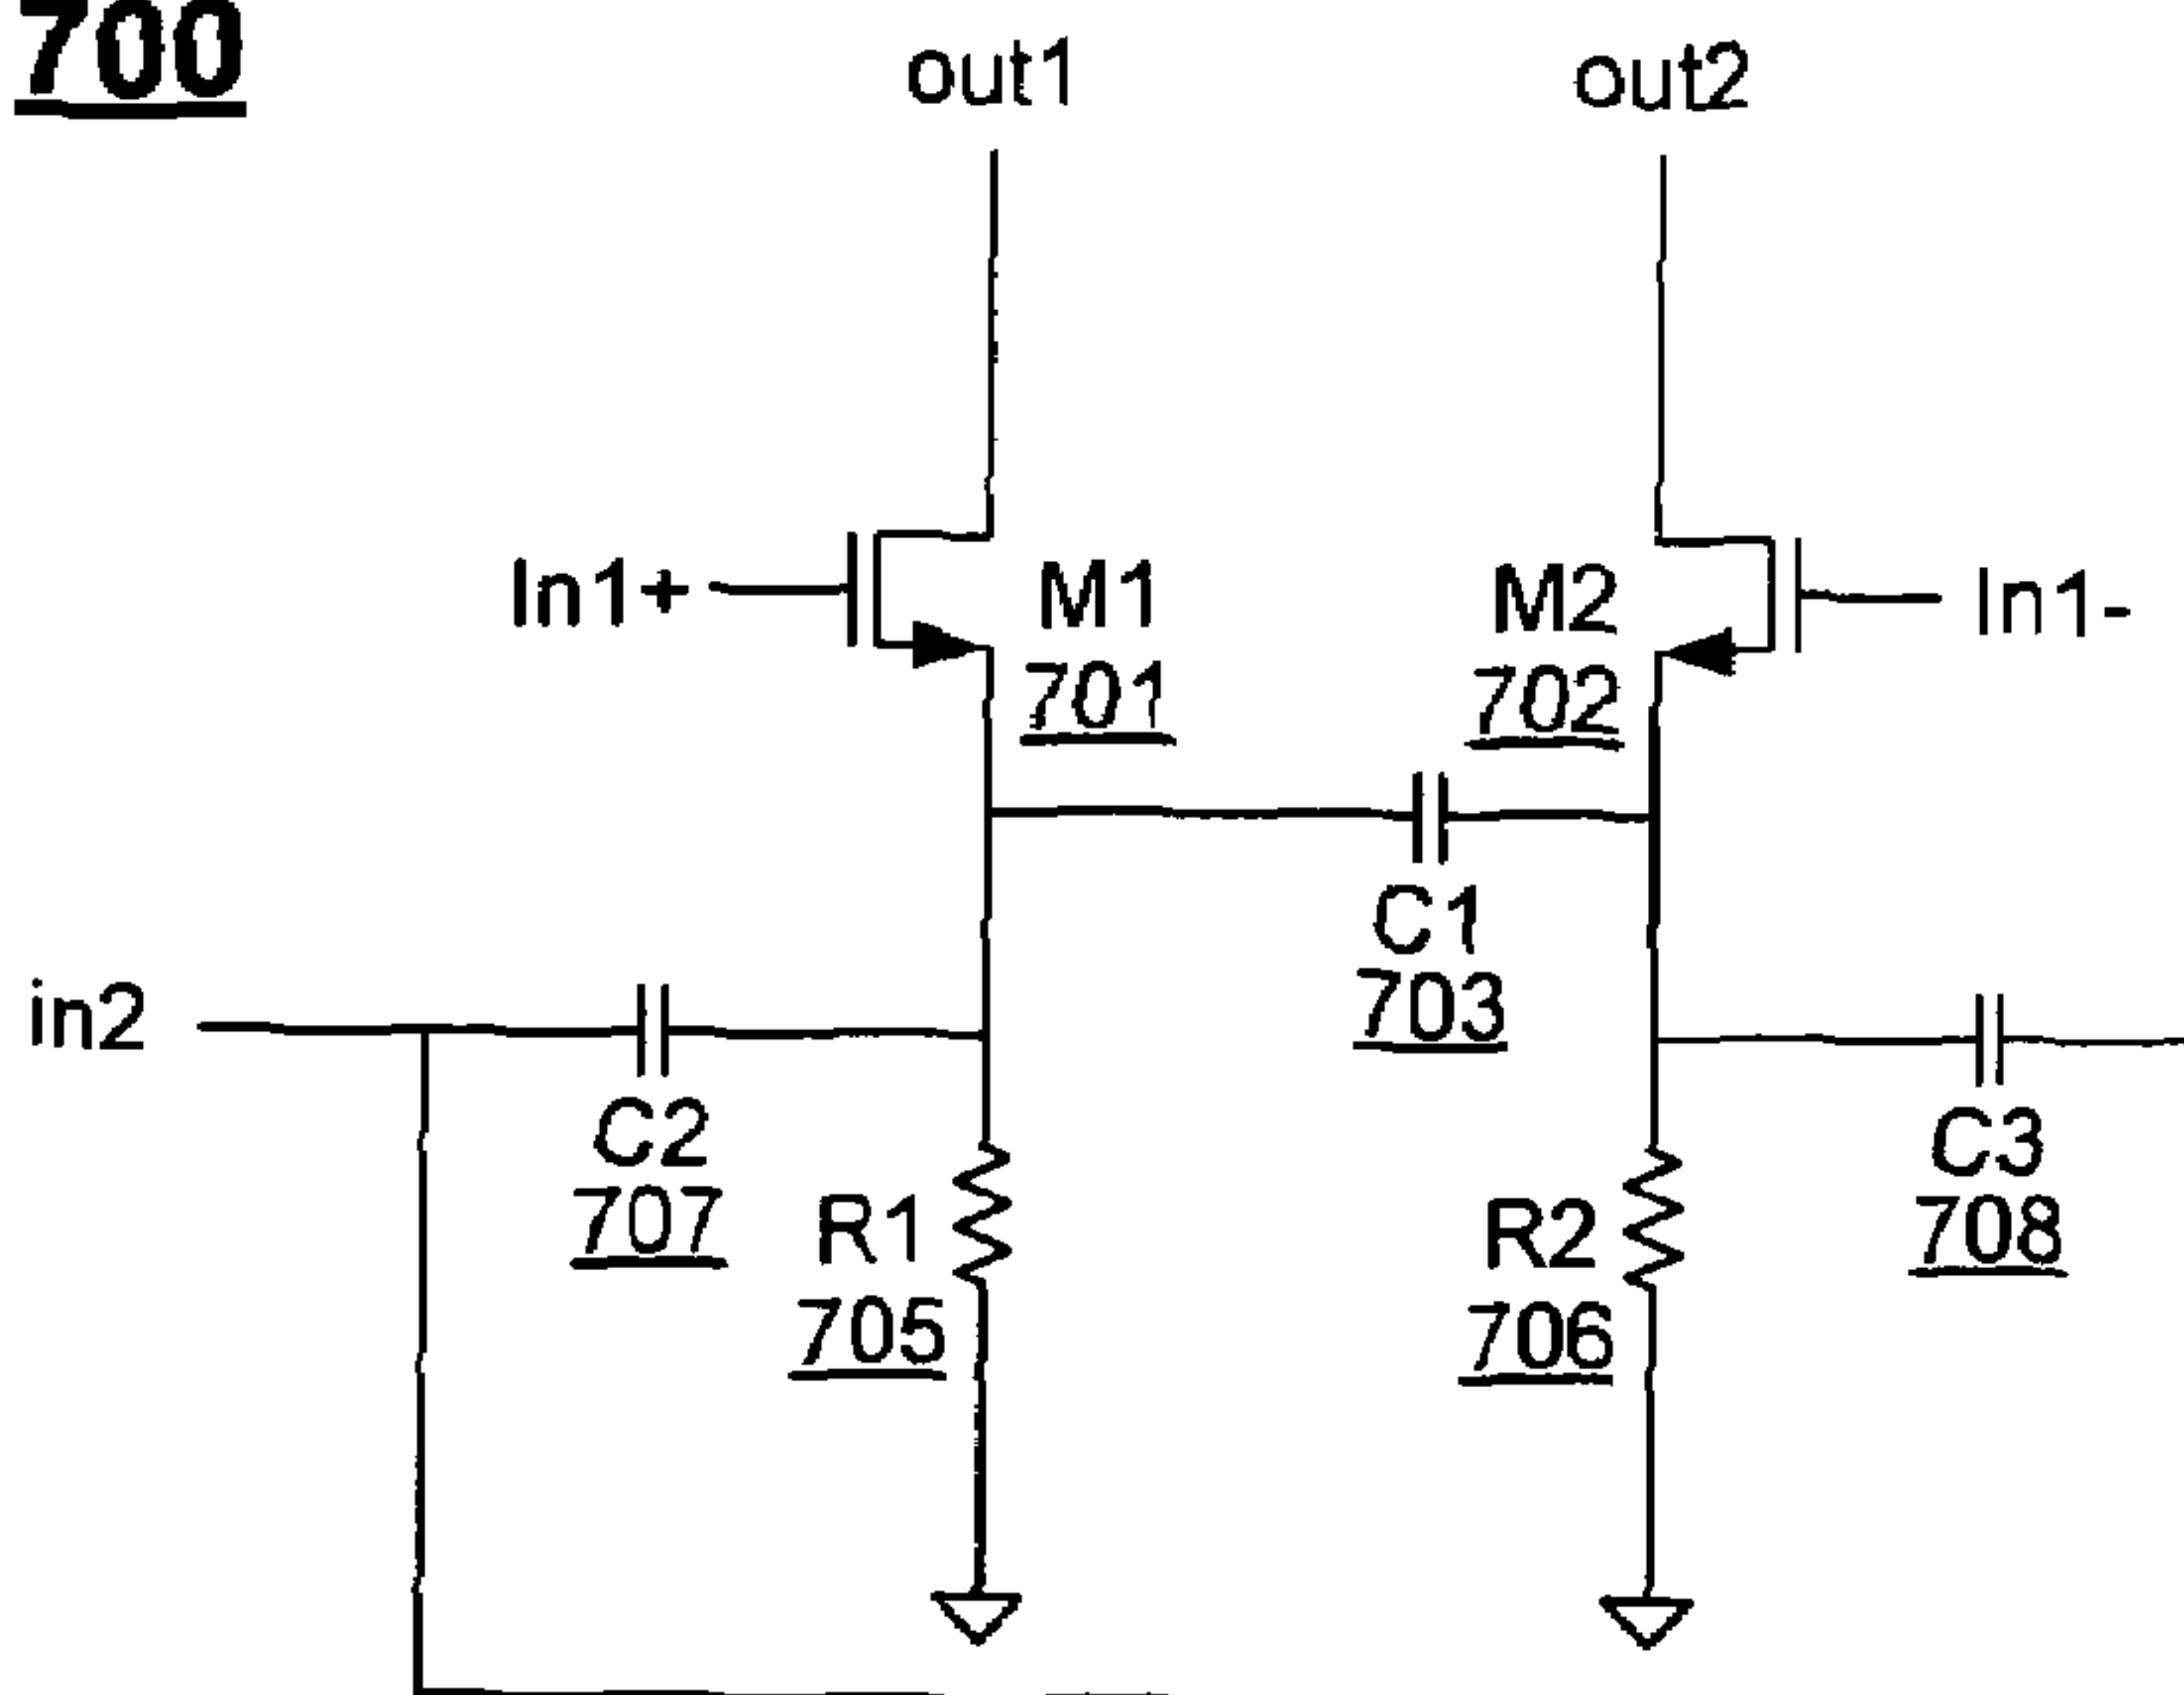 700
out1
out2
In1+
M1
701
M2
702
In1-
C1
703
in2
C2
707
R1
705
R2
706
C3
708